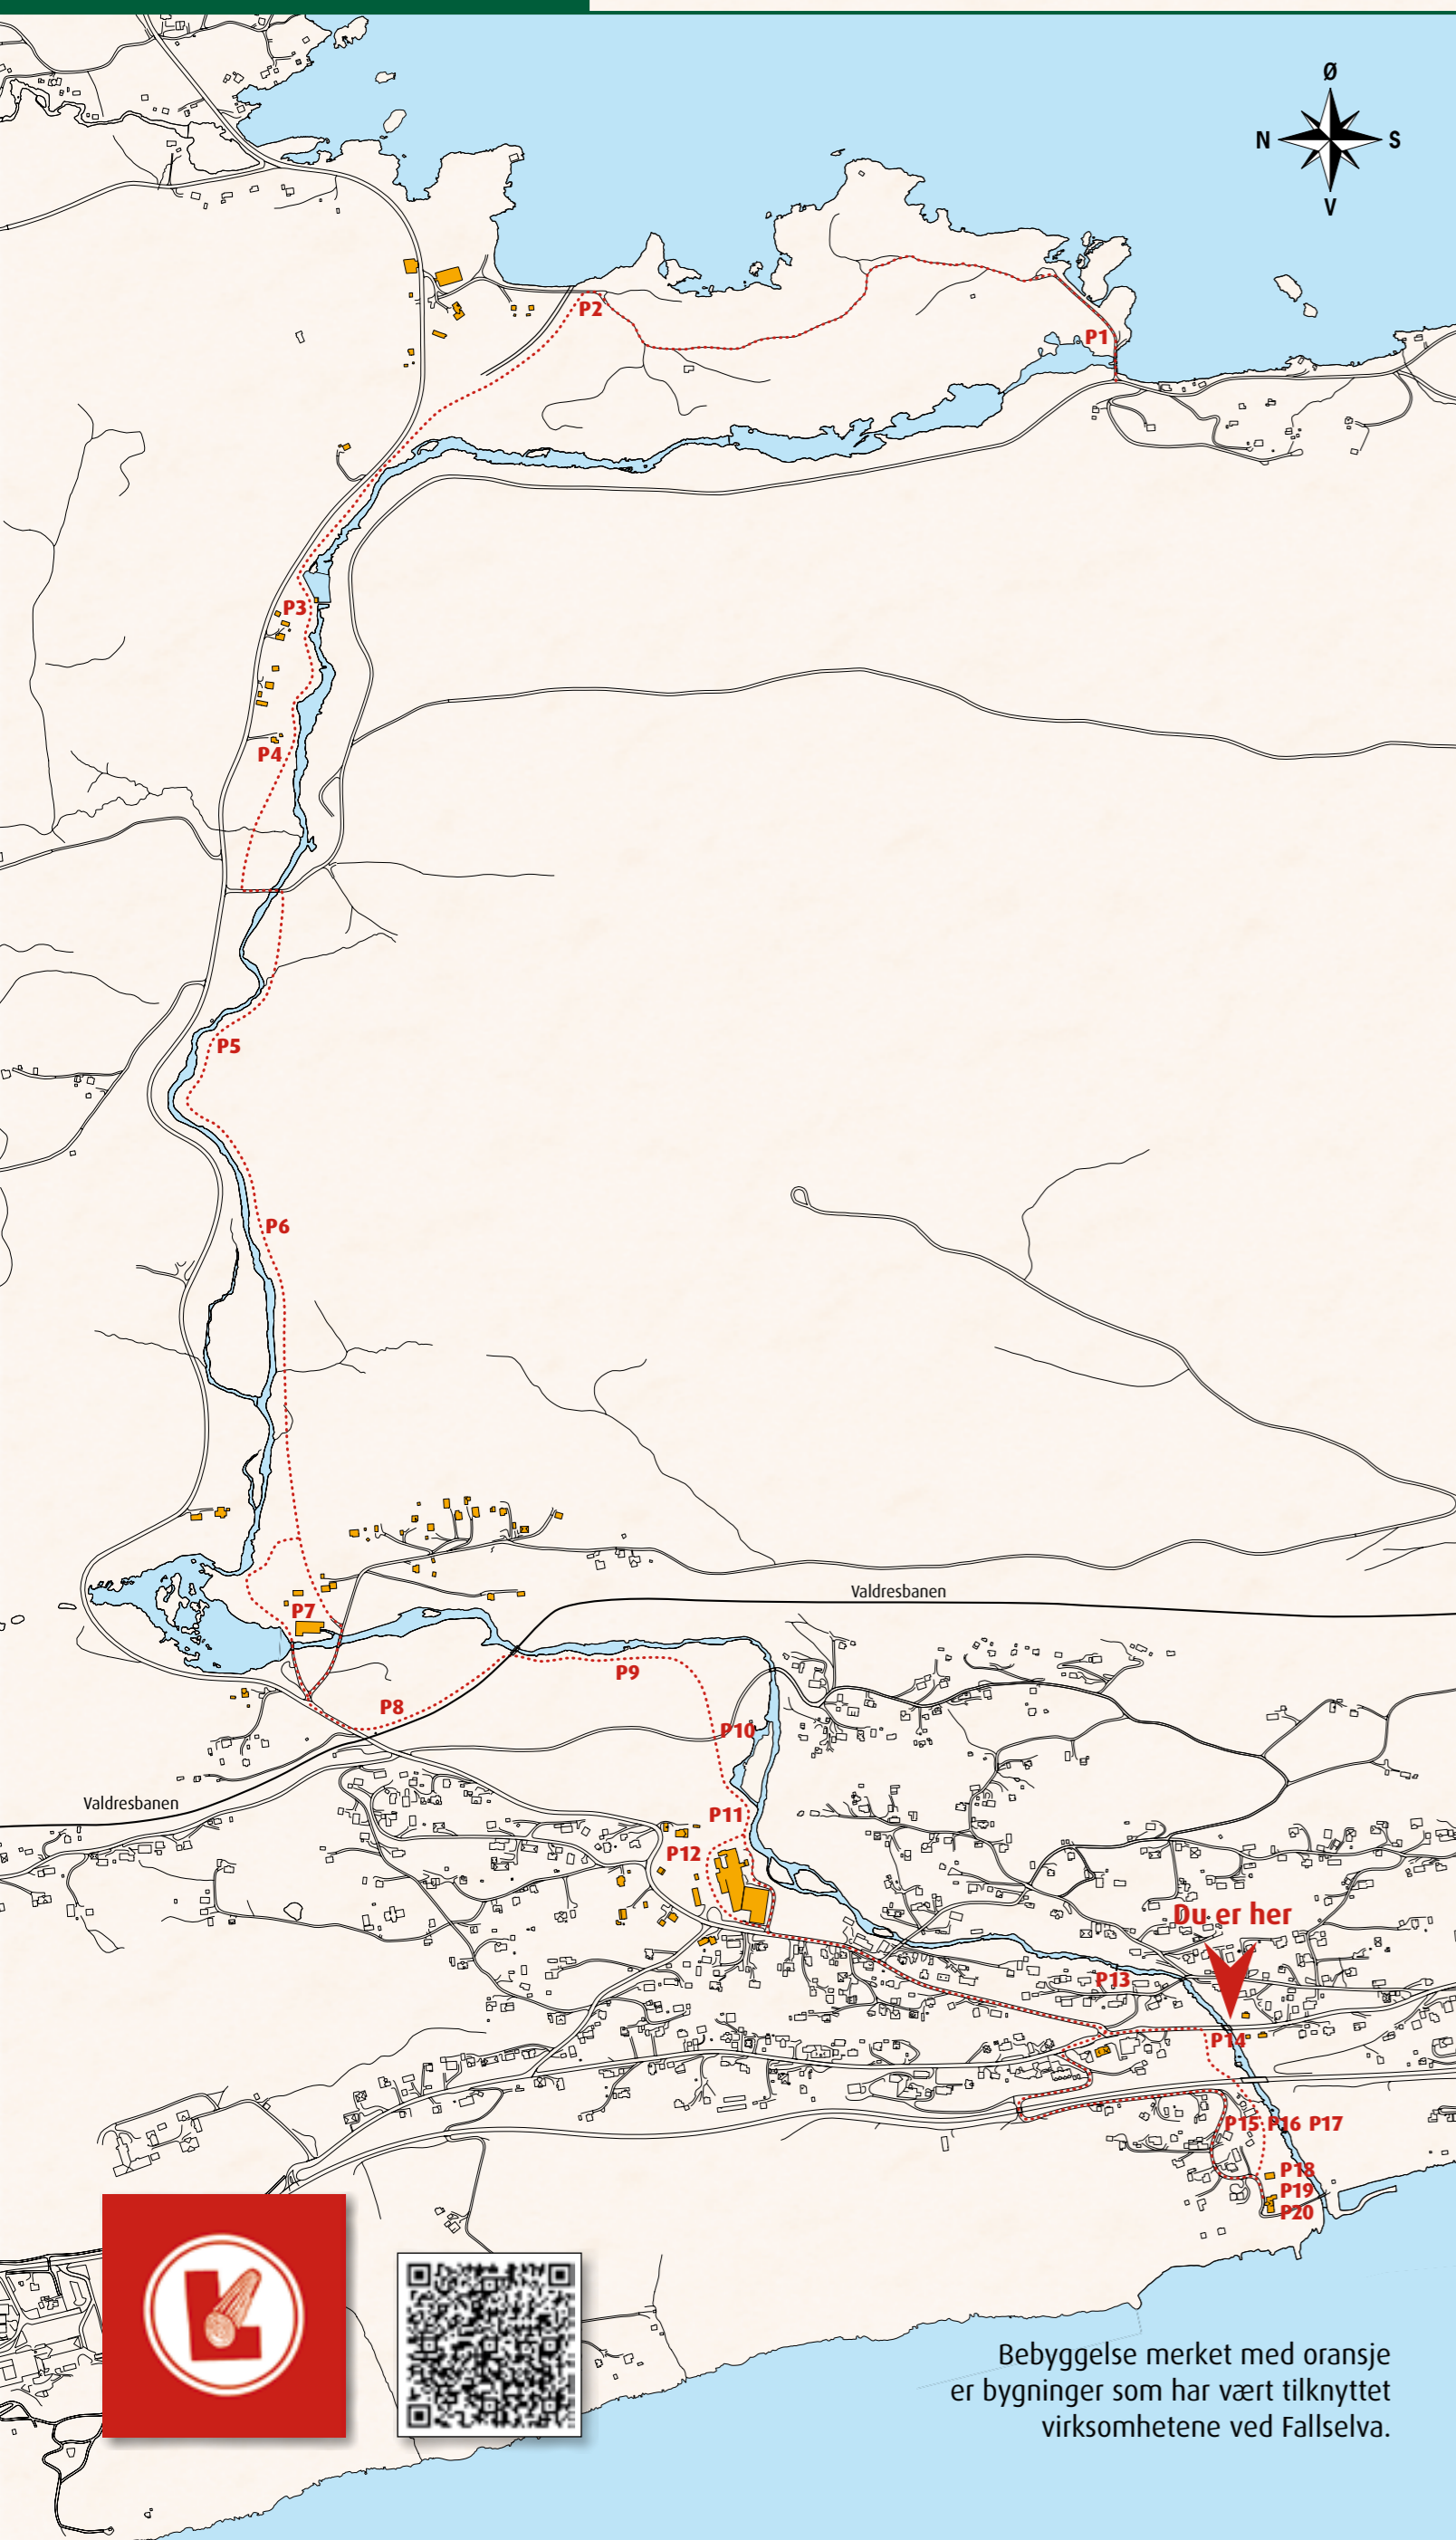 Ø
N
S
V
P2
P1
P3
P4
P5
P6
Valdresbanen
P7
P9
P8
P10
Valdresbanen
P11
P12
Du er her
P13
P14
P15 P16 P17
P18
P19
P20
L
Bebyggelse merket med oransje
er bygninger som har vært tilknyttet
virksomhetene ved Fallselva.